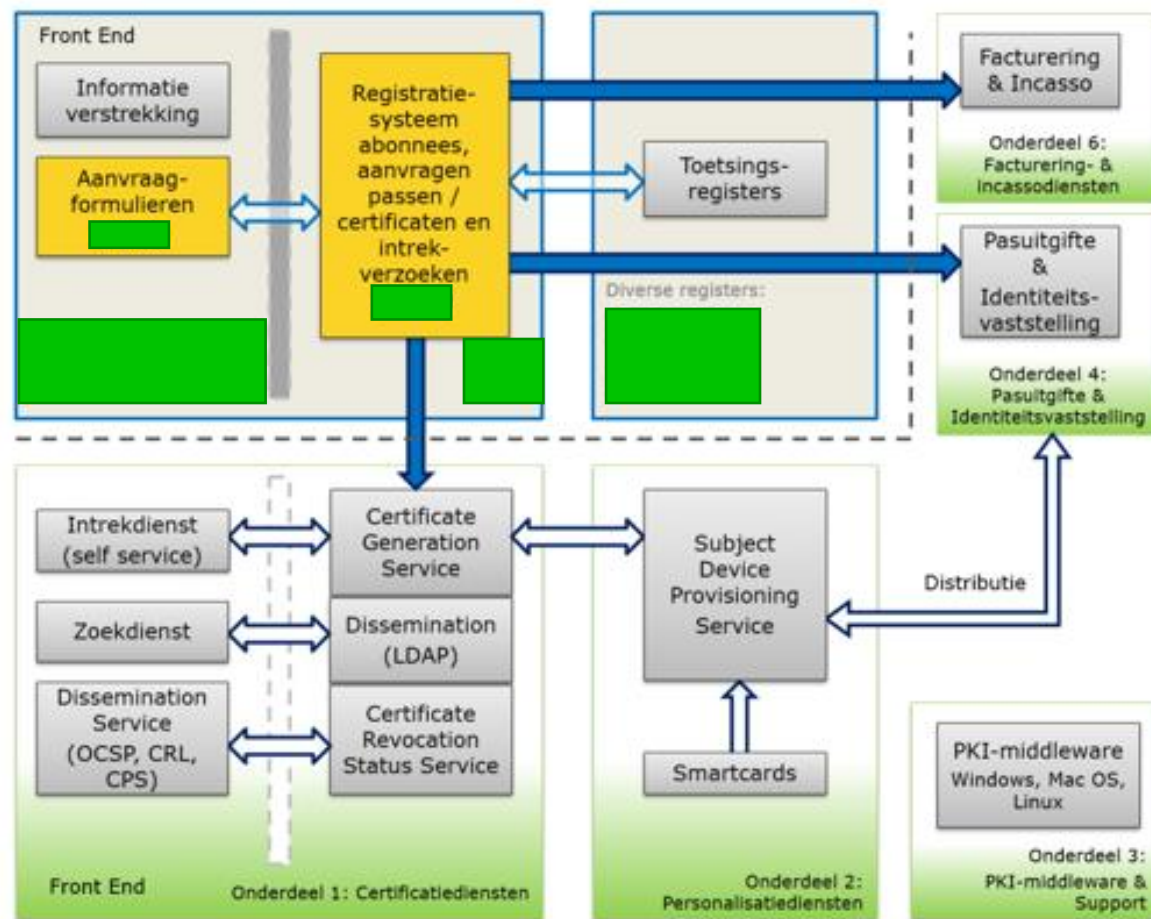 Front End
Informatie
verstrekking
Aanvraag-
formulieren
Registratie-
systeem
abonnees,
aanvragen
passen /
certificaten en
intrek-
verzoeken
Toetsings-
registers
Diverse registers:
Facturering
& Incasso
Onderdeel 6:
Facturering- &
Incassodiensten
Pasuitgifte
&
Identiteits-
vaststelling
Onderdeel 4:
Pasuitgifte &
Identiteitsvaststelling
Intrekdienst
(self service)
Zoekdienst
Dissemination
Service
(OCSP, CRL,
CPS)
Certificate
Generation
Service
Dissemination
(LDAP)
Certificate
Revocation
Status Service
Front End
Onderdeel 1: Certificatiediensten
Subject
Device
Provisioning
Service
Smartcards
Onderdeel 2:
Personalisatiediensten
Distributie
PKI-middleware
Windows, Mac OS,
Linux
Onderdeel 3:
PKI-middleware &
Support